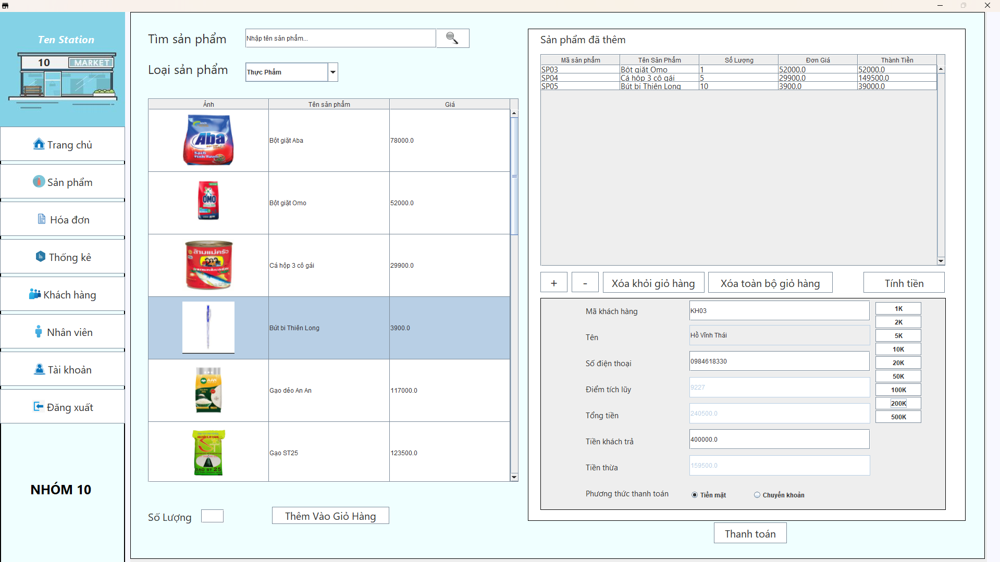 Ten Station
10 MARKET
Trang chủ
Sản phẩm
Hóa đơn
Thống kê
Khách hàng
Nhân viên
Tài khoản
Đăng xuất
NHÓM 10
Tìm sản phẩm Nhập tên sản phẩm...
Loại sản phẩm Thực Phẩm
Ảnh Tên sản phẩm Giá
Aba
Bột giặt Aba 78000.0
OMO
Bột giặt Omo 52000.0
สามแม่ครัว
Cá hộp 3 cô gái 29900.0
Bút bi Thiên Long 3900.0
Gạo dẻo An An 117000.0
GAO ST 25
Gạo ST25 123500.0
Số Lượng Thêm Vào Giỏ Hàng
Sản phẩm đã thêm
Mã sản phẩm Tên Sản Phẩm Số Lượng Đơn Giá Thành Tiền
SP03 Bột giặt Omo 1 52000.0 52000.0
SP04 Cá hộp 3 cô gái 5 29900.0 149500.0
SP05 Bút bi Thiên Long 10 3900.0 39000.0
+ - Xóa khỏi giỏ hàng Xóa toàn bộ giỏ hàng Tính tiền
Mã khách hàng KH03
Tên Hồ Vĩnh Thái
Số điện thoại 0984618330
Điểm tích lũy 9227
Tổng tiền 240500.0
Tiền khách trả 400000.0
Tiền thừa 159500.0
Phương thức thanh toán Tiền mặt Chuyển khoản
1K
2K
5K
10K
20K
50K
100K
200K
500K
Thanh toán